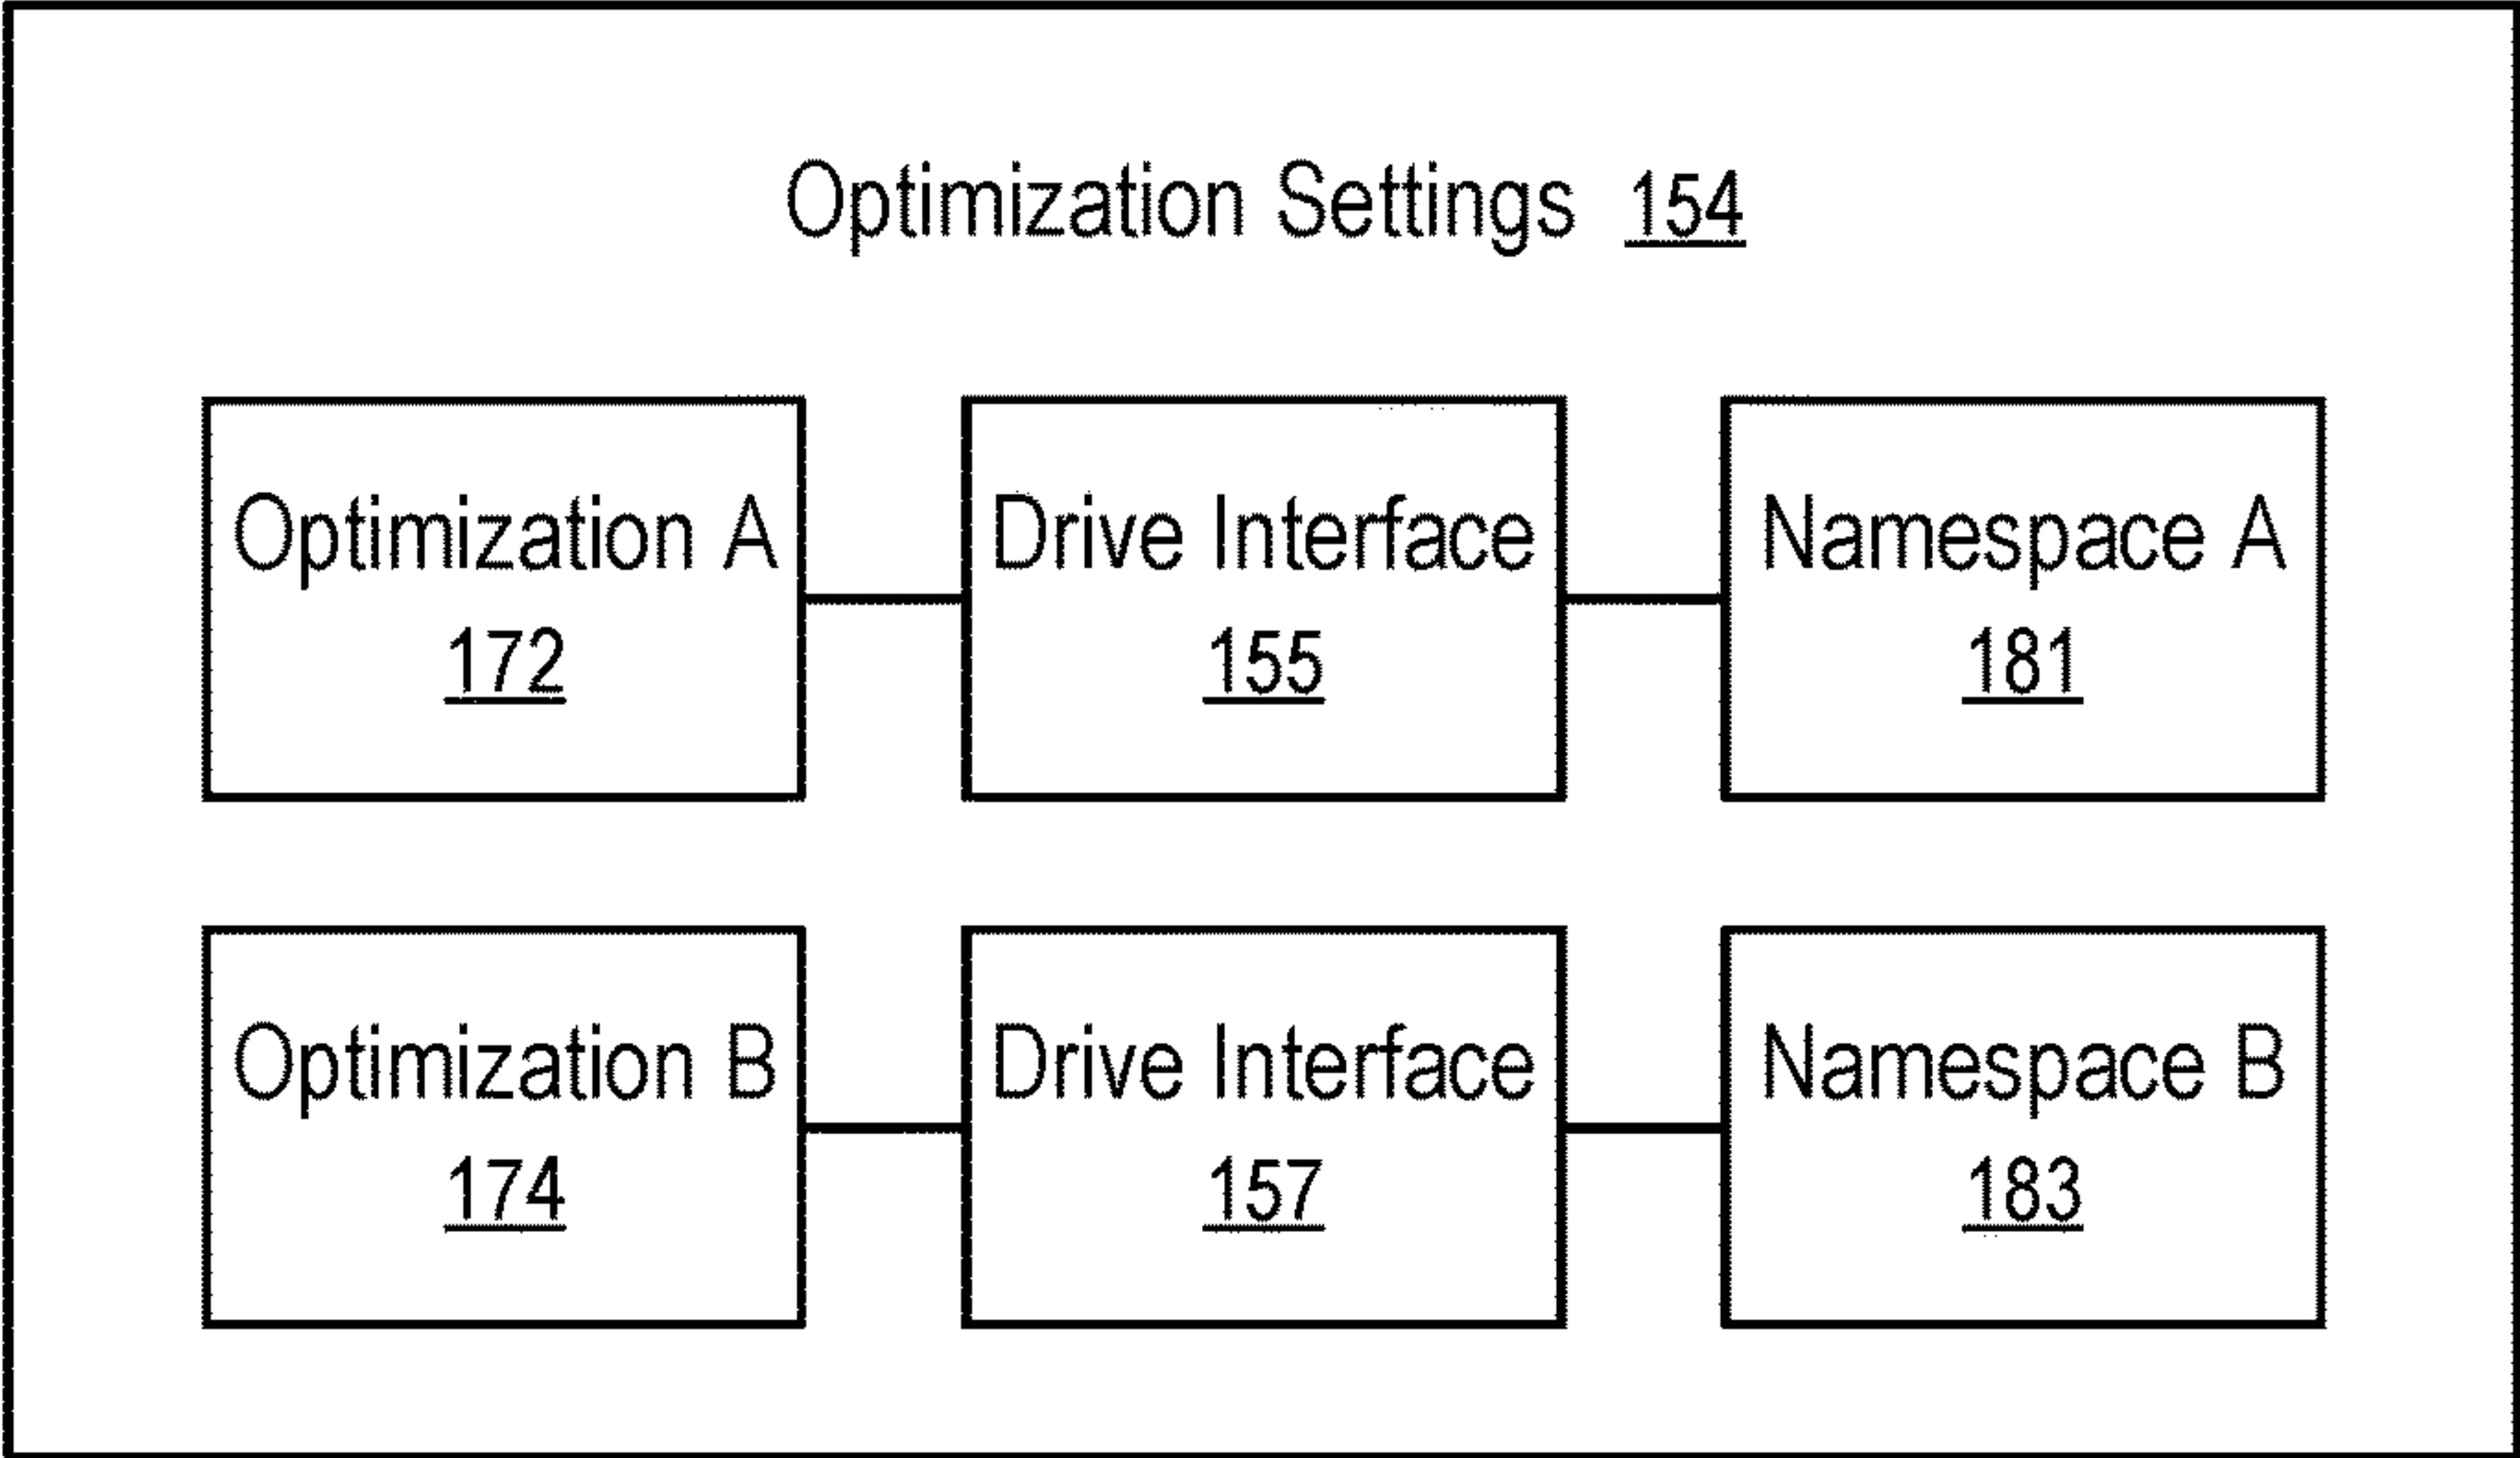 Optimization Settings 154
Optimization A
172
Drive Interface
155
Namespace A
181
Optimization B
174
Drive Interface
157
Namespace B
183